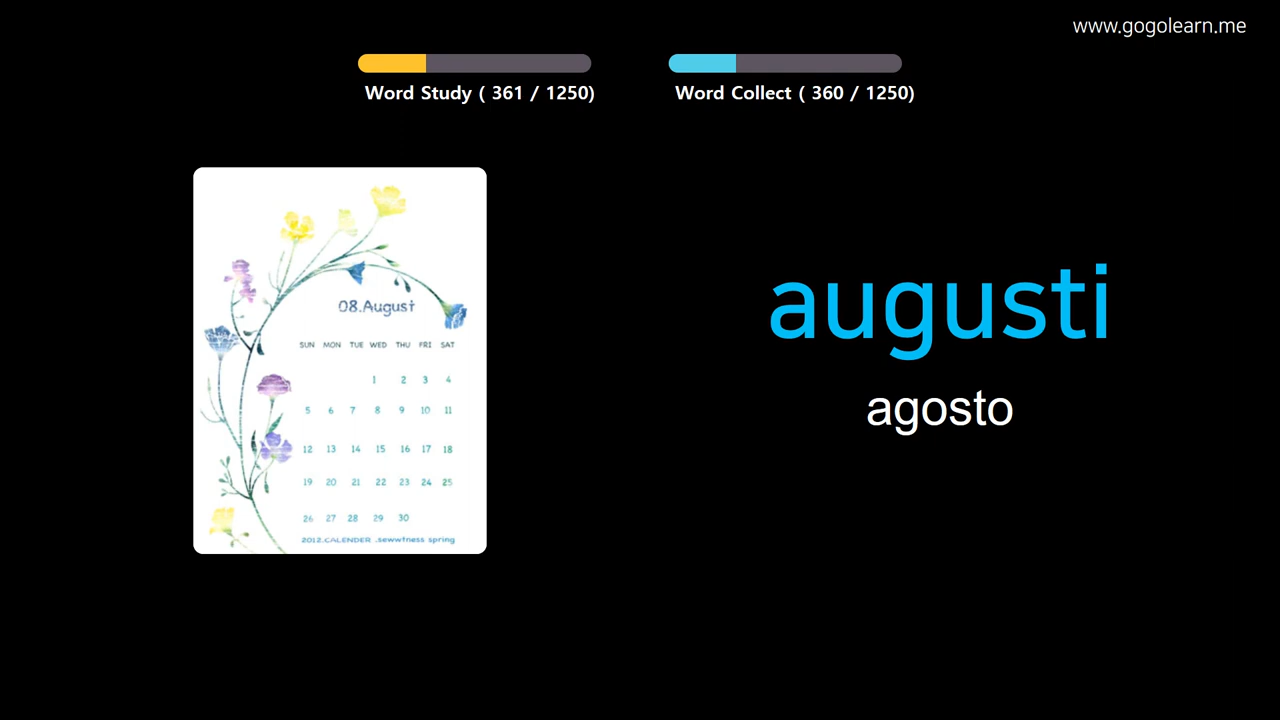 www.gogolearn.me
Word Study ( 361 / 1250)
Word Collect ( 360 / 1250)
08.August
SUN MON TUE WED THU FRI SAT
1 2 3 4
5 6 7 8 9 10 11
12 13 14 15 16 17 18
19 20 21 22 23 24 25
26 27 28 29 30
2012.CALENDER .sewwtness spring
augusti
agosto